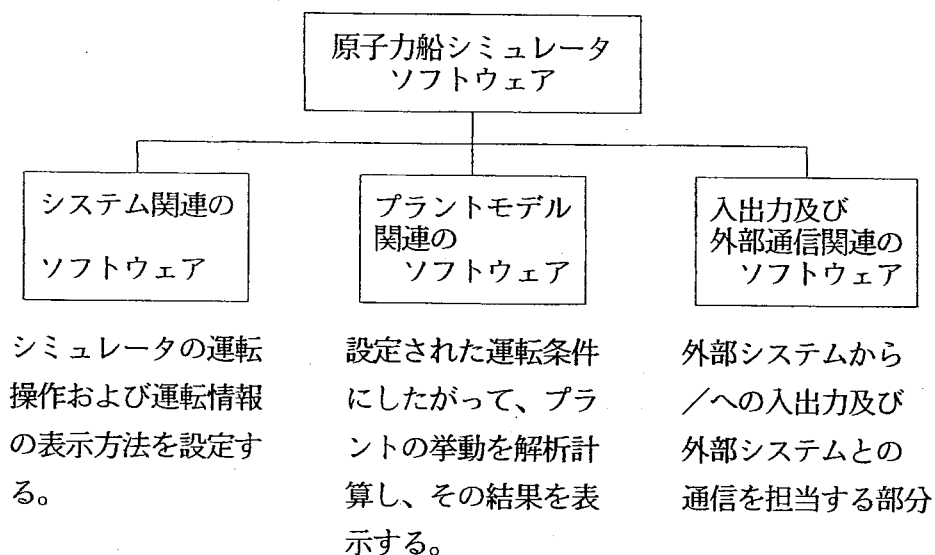 原子力船シミュレータ
ソフトウェア
システム関連の
ソフトウェア
プラントモデル
関連の
ソフトウェア
入出力及び
外部通信関連の
ソフトウェア
シミュレータの運転
操作および運転情報
の表示方法を設定す
る。
設定された運転条件
にしたがって、プラ
ントの挙動を解析計
算し、その結果を表
示する。
外部システムから
／への入出力及び
外部システムとの
通信を担当する部分